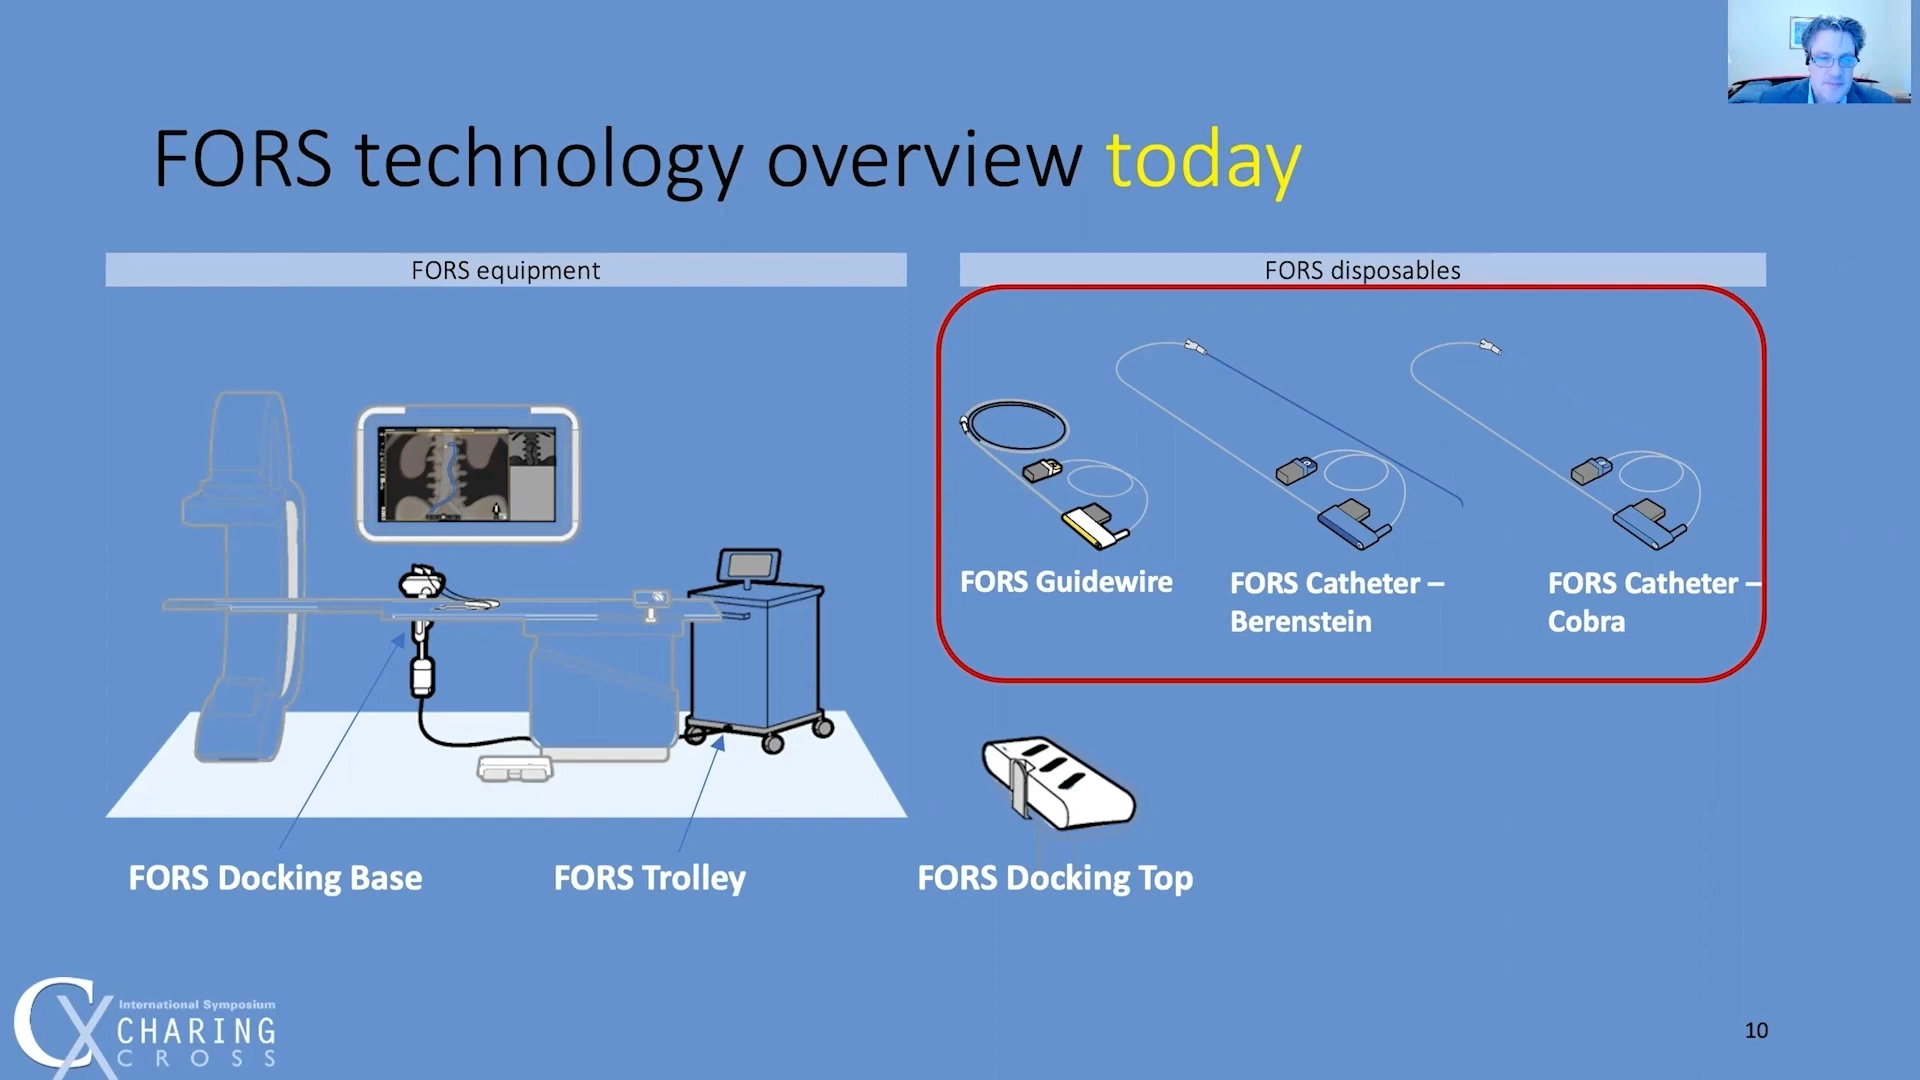 FORS technology overview today
FORS equipment
FORS disposables
FORS Guidewire
FORS Catheter –
Berenstein
FORS Catheter –
Cobra
FORS Docking Base
FORS Trolley
FORS Docking Top
CX
International Symposium
CHARING
CROSS
10